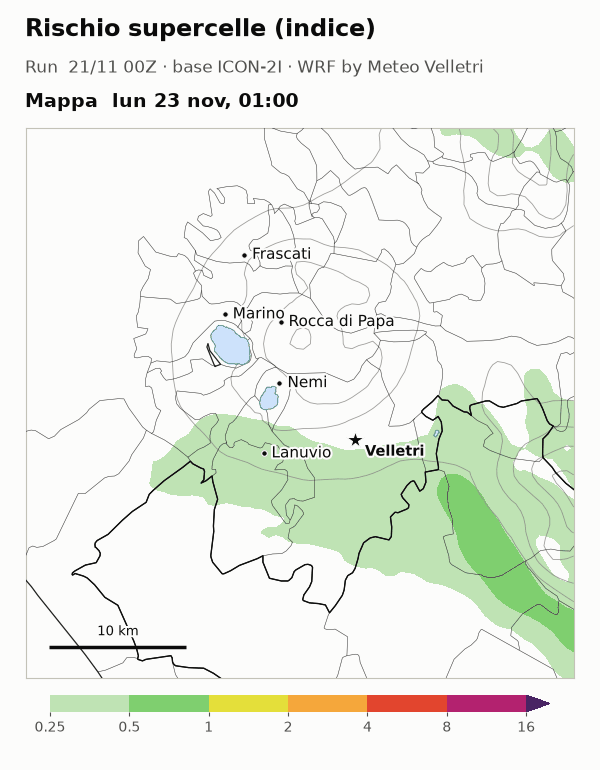 Rischio supercelle (indice)
Run  21/11 00Z · base ICON-2I · WRF by Meteo Velletri
Mappa  lun 23 nov, 01:00
Frascati
Marino
Rocca di Papa
Nemi
Velletri
Lanuvio
10 km
0.25 0.5 1 2 4 8 16